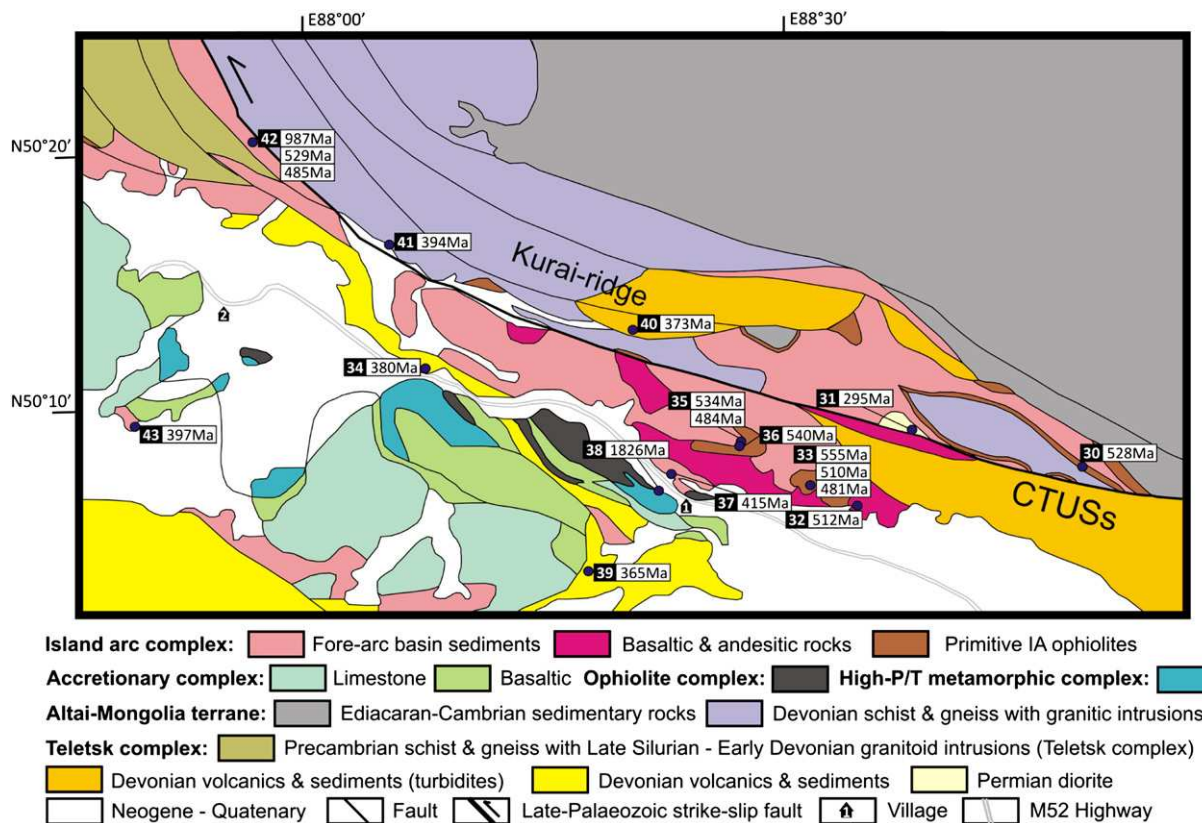 E88°00′ E88°30′
N50°20′
42 987Ma
529Ma
485Ma
41 394Ma
Kurai-ridge
40 373Ma
2
34 380Ma
N50°10′
35 534Ma
484Ma
31 295Ma
36 540Ma
43 397Ma
38 1826Ma
33 555Ma
510Ma
481Ma
30 528Ma
37 415Ma
1
32 512Ma
CTUSs
39 365Ma
Island arc complex: Fore-arc basin sediments Basaltic & andesitic rocks Primitive IA ophiolites
Accretionary complex: Limestone Basaltic Ophiolite complex: High-P/T metamorphic complex:
Altai-Mongolia terrane: Ediacaran-Cambrian sedimentary rocks Devonian schist & gneiss with granitic intrusions
Teletsk complex: Precambrian schist & gneiss with Late Silurian - Early Devonian granitoid intrusions (Teletsk complex)
Devonian volcanics & sediments (turbidites) Devonian volcanics & sediments Permian diorite
Neogene - Quatenary Fault Late-Palaeozoic strike-slip fault 1 Village M52 Highway